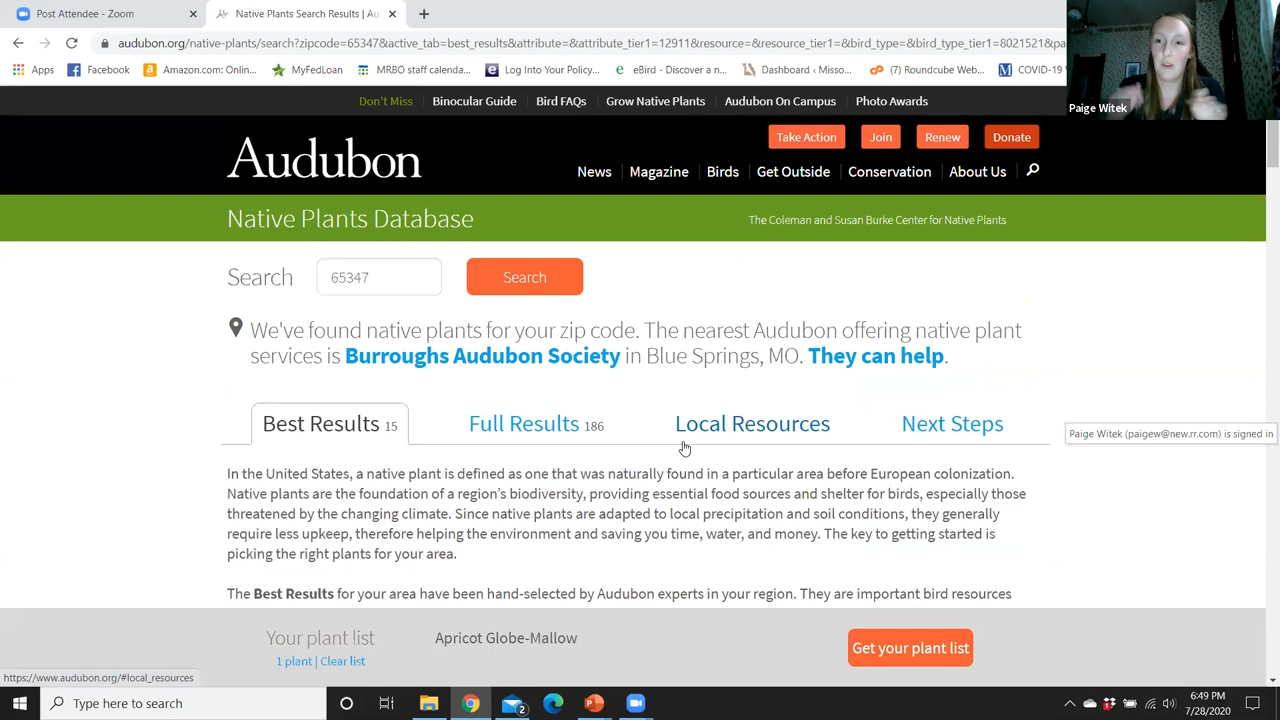 Post Attendee - Zoom
Native Plants Search Results | Au
audubon.org/native-plants/search?zipcode=65347&active_tab=best_results&attribute=&attribute_tier1=12911&resource=&resource_tier1=&bird_type=&bird_type_tier1=8021521&pa
Apps Facebook Amazon.com: Onlin... MyFedLoan MRBO staff calenda... Log Into Your Policy... eBird - Discover a n... Dashboard ‹ Misso... (7) Roundcube Web... COVID-19
Paige Witek
Don't Miss Binocular Guide Bird FAQs Grow Native Plants Audubon On Campus Photo Awards
Take Action Join Renew Donate
Audubon
News Magazine Birds Get Outside Conservation About Us
Native Plants Database
The Coleman and Susan Burke Center for Native Plants
Search 65347 Search
We've found native plants for your zip code. The nearest Audubon offering native plant
services is Burroughs Audubon Society in Blue Springs, MO. They can help.
Best Results 15 Full Results 186 Local Resources Next Steps
Paige Witek (paigew@new.rr.com) is signed in
In the United States, a native plant is defined as one that was naturally found in a particular area before European colonization.
Native plants are the foundation of a region's biodiversity, providing essential food sources and shelter for birds, especially those
threatened by the changing climate. Since native plants are adapted to local precipitation and soil conditions, they generally
require less upkeep, therefore helping the environment and saving you time, water, and money. The key to getting started is
picking the right plants for your area.
The Best Results for your area have been hand-selected by Audubon experts in your region. They are important bird resources
Your plant list Apricot Globe-Mallow Get your plant list
1 plant | Clear list
https://www.audubon.org/#local_resources
Type here to search
2
6:49 PM
7/28/2020